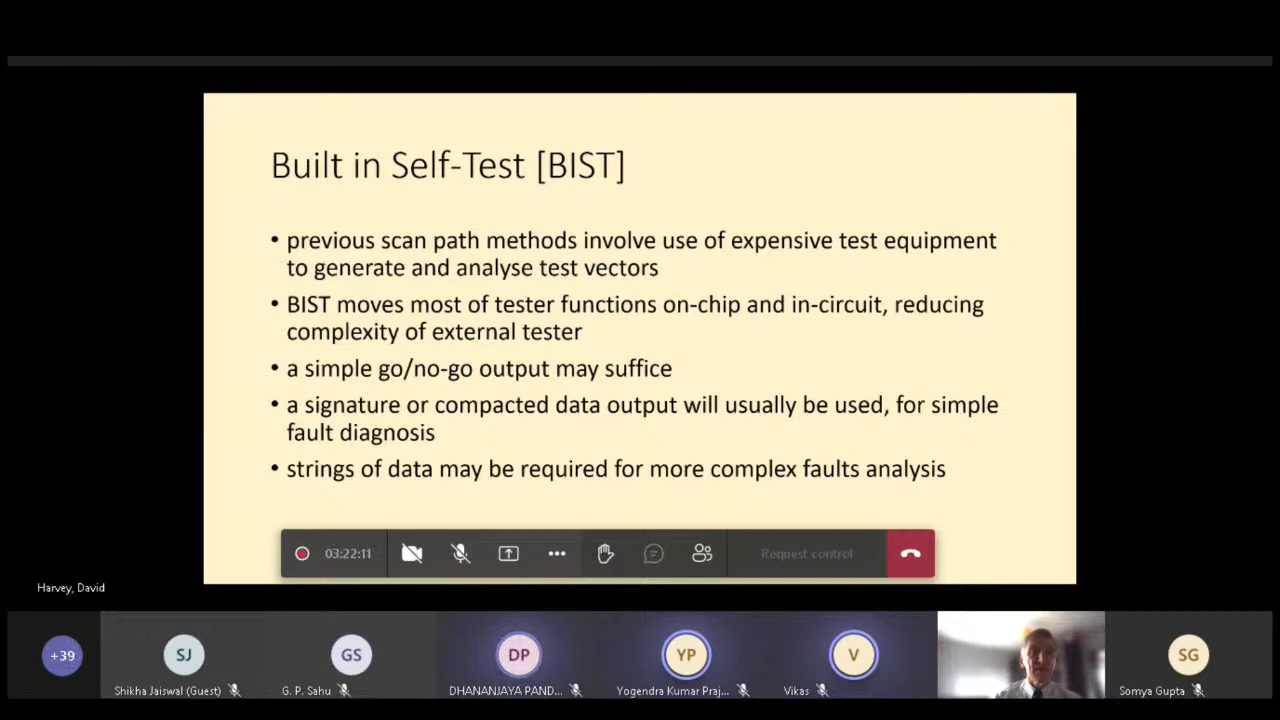 Built in Self-Test [BIST]
• previous scan path methods involve use of expensive test equipment
to generate and analyse test vectors
• BIST moves most of tester functions on-chip and in-circuit, reducing
complexity of external tester
• a simple go/no-go output may suffice
• a signature or compacted data output will usually be used, for simple
fault diagnosis
• strings of data may be required for more complex faults analysis
03:22:11
Request control
Harvey, David
+39
SJ
GS
DP
YP
V
SG
Shikha Jaiswal (Guest)
G. P. Sahu
DHANANJAYA PAND...
Yogendra Kumar Praj...
Vikas
Somya Gupta